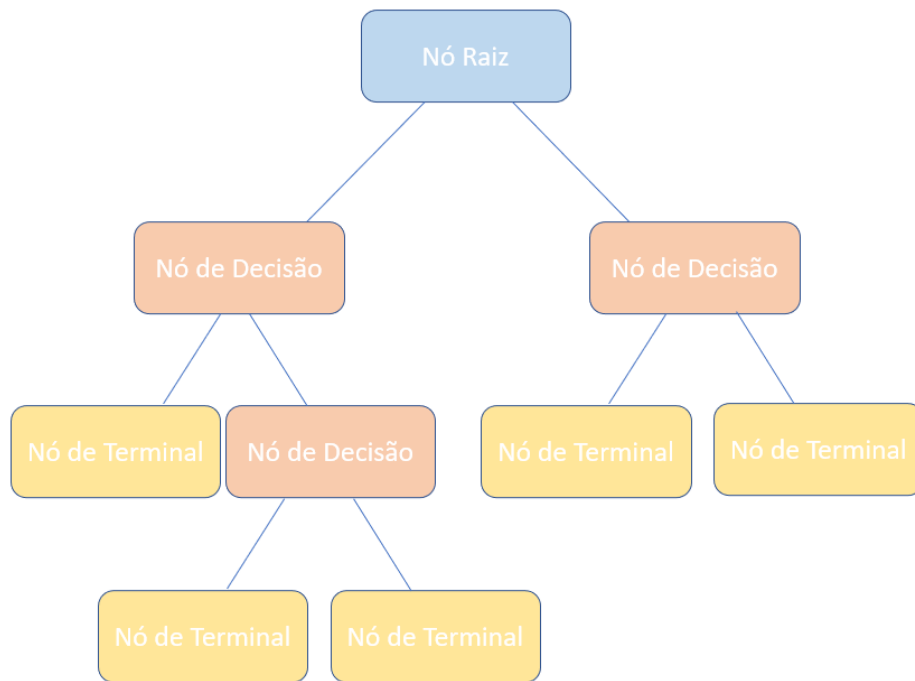 Nó Raiz
Nó de Decisão
Nó de Decisão
Nó de Terminal
Nó de Decisão
Nó de Terminal
Nó de Terminal
Nó de Terminal
Nó de Terminal